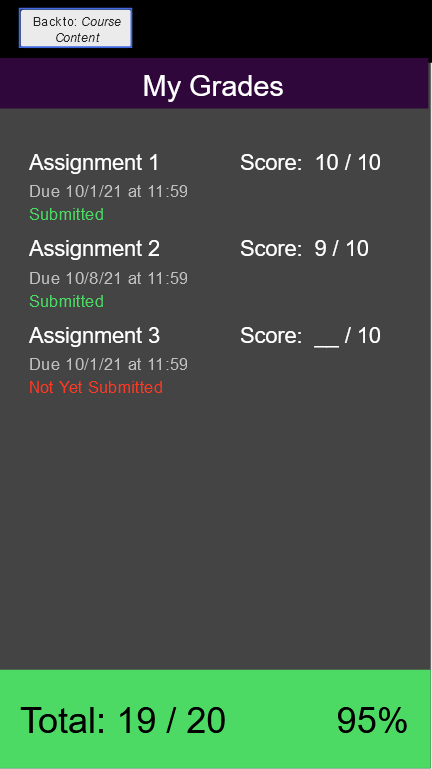 Backto: Course
Content
My Grades
Assignment 1 Score: 10 / 10
Due 10/1/21 at 11:59
Submitted
Assignment 2 Score: 9 / 10
Due 10/8/21 at 11:59
Submitted
Assignment 3 Score: __ / 10
Due 10/1/21 at 11:59
Not Yet Submitted
Total: 19 / 20 95%